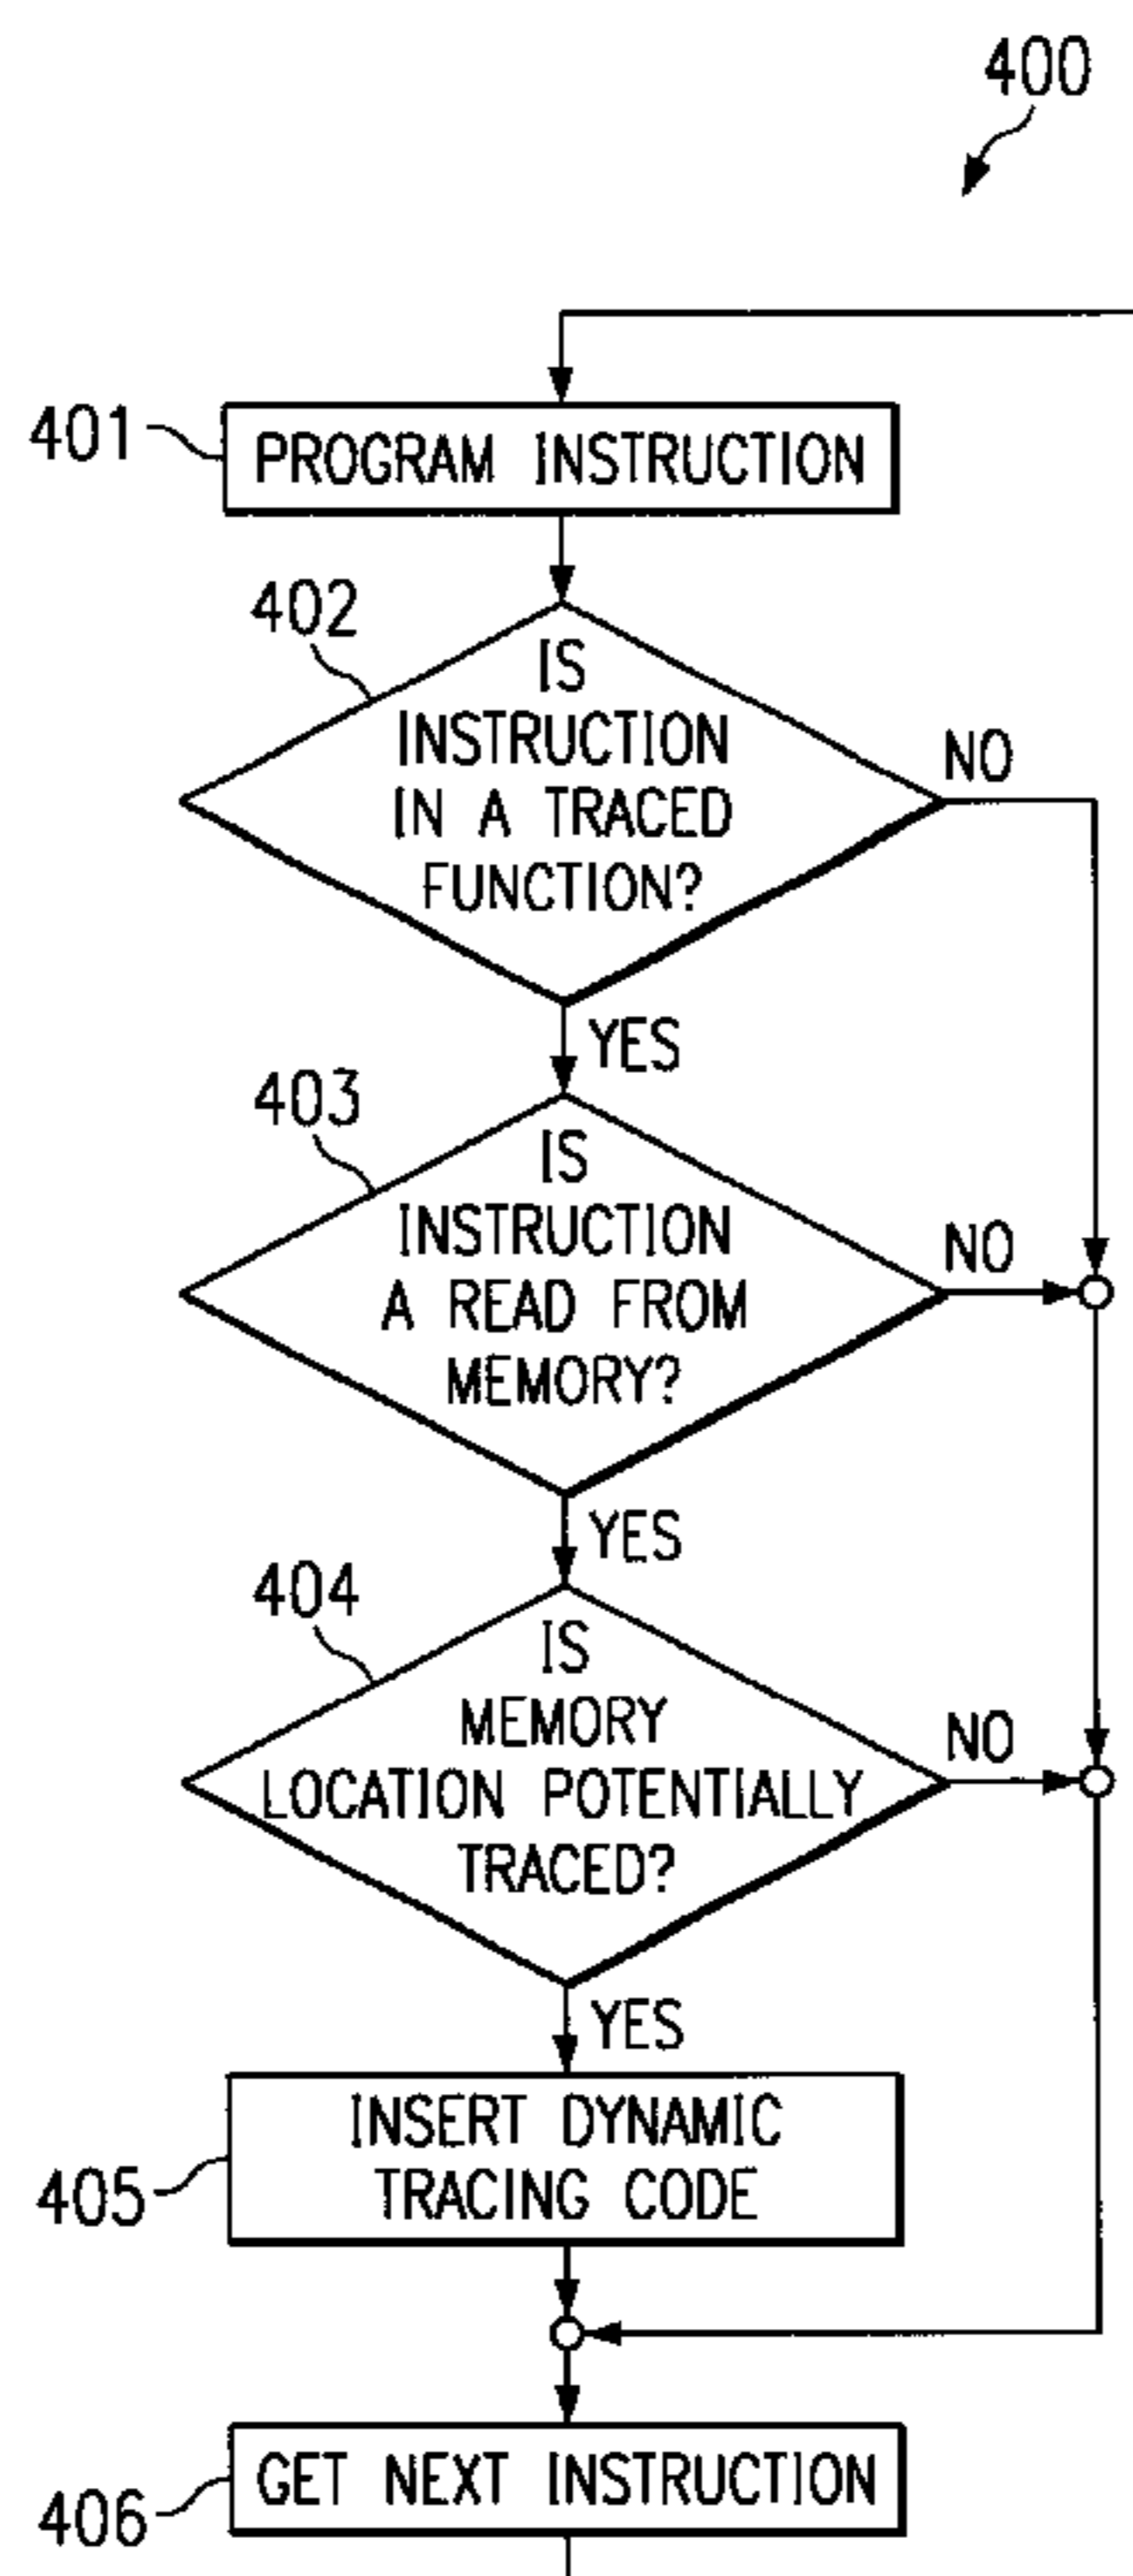 400
401
PROGRAM INSTRUCTION
402
IS
INSTRUCTION
IN A TRACED
FUNCTION?
NO
YES
403
IS
INSTRUCTION
A READ FROM
MEMORY?
NO
YES
404
IS
MEMORY
LOCATION POTENTIALLY
TRACED?
NO
YES
405
INSERT DYNAMIC
TRACING CODE
406
GET NEXT INSTRUCTION